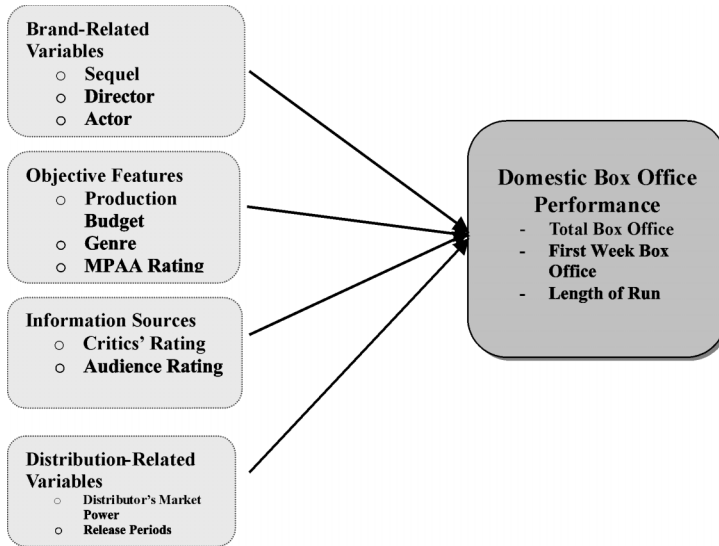 Brand-Related
Variables
○ Sequel
○ Director
○ Actor
Objective Features
○ Production
Budget
○ Genre
○ MPAA Rating
Information Sources
○ Critics’ Rating
○ Audience Rating
Distribution-Related
Variables
○ Distributor’s Market
Power
○ Release Periods
Domestic Box Office
Performance
- Total Box Office
- First Week Box
Office
- Length of Run